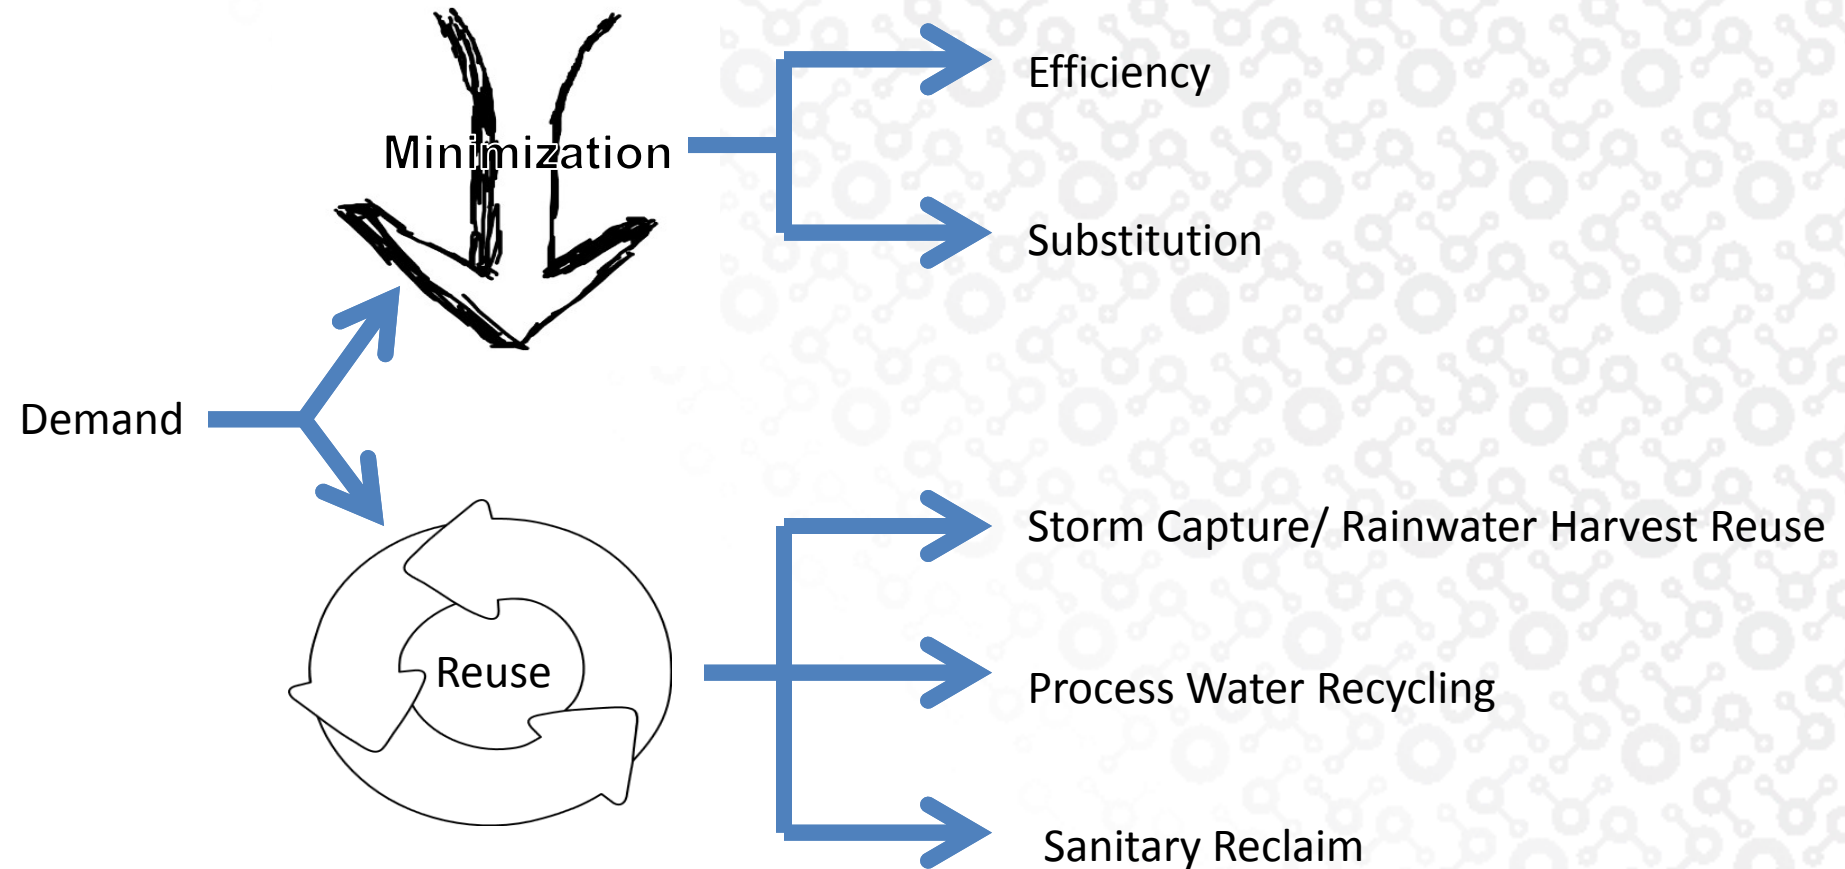 Efficiency
Minimization
Substitution
Demand
Storm Capture/ Rainwater Harvest Reuse
Reuse
Process Water Recycling
Sanitary Reclaim